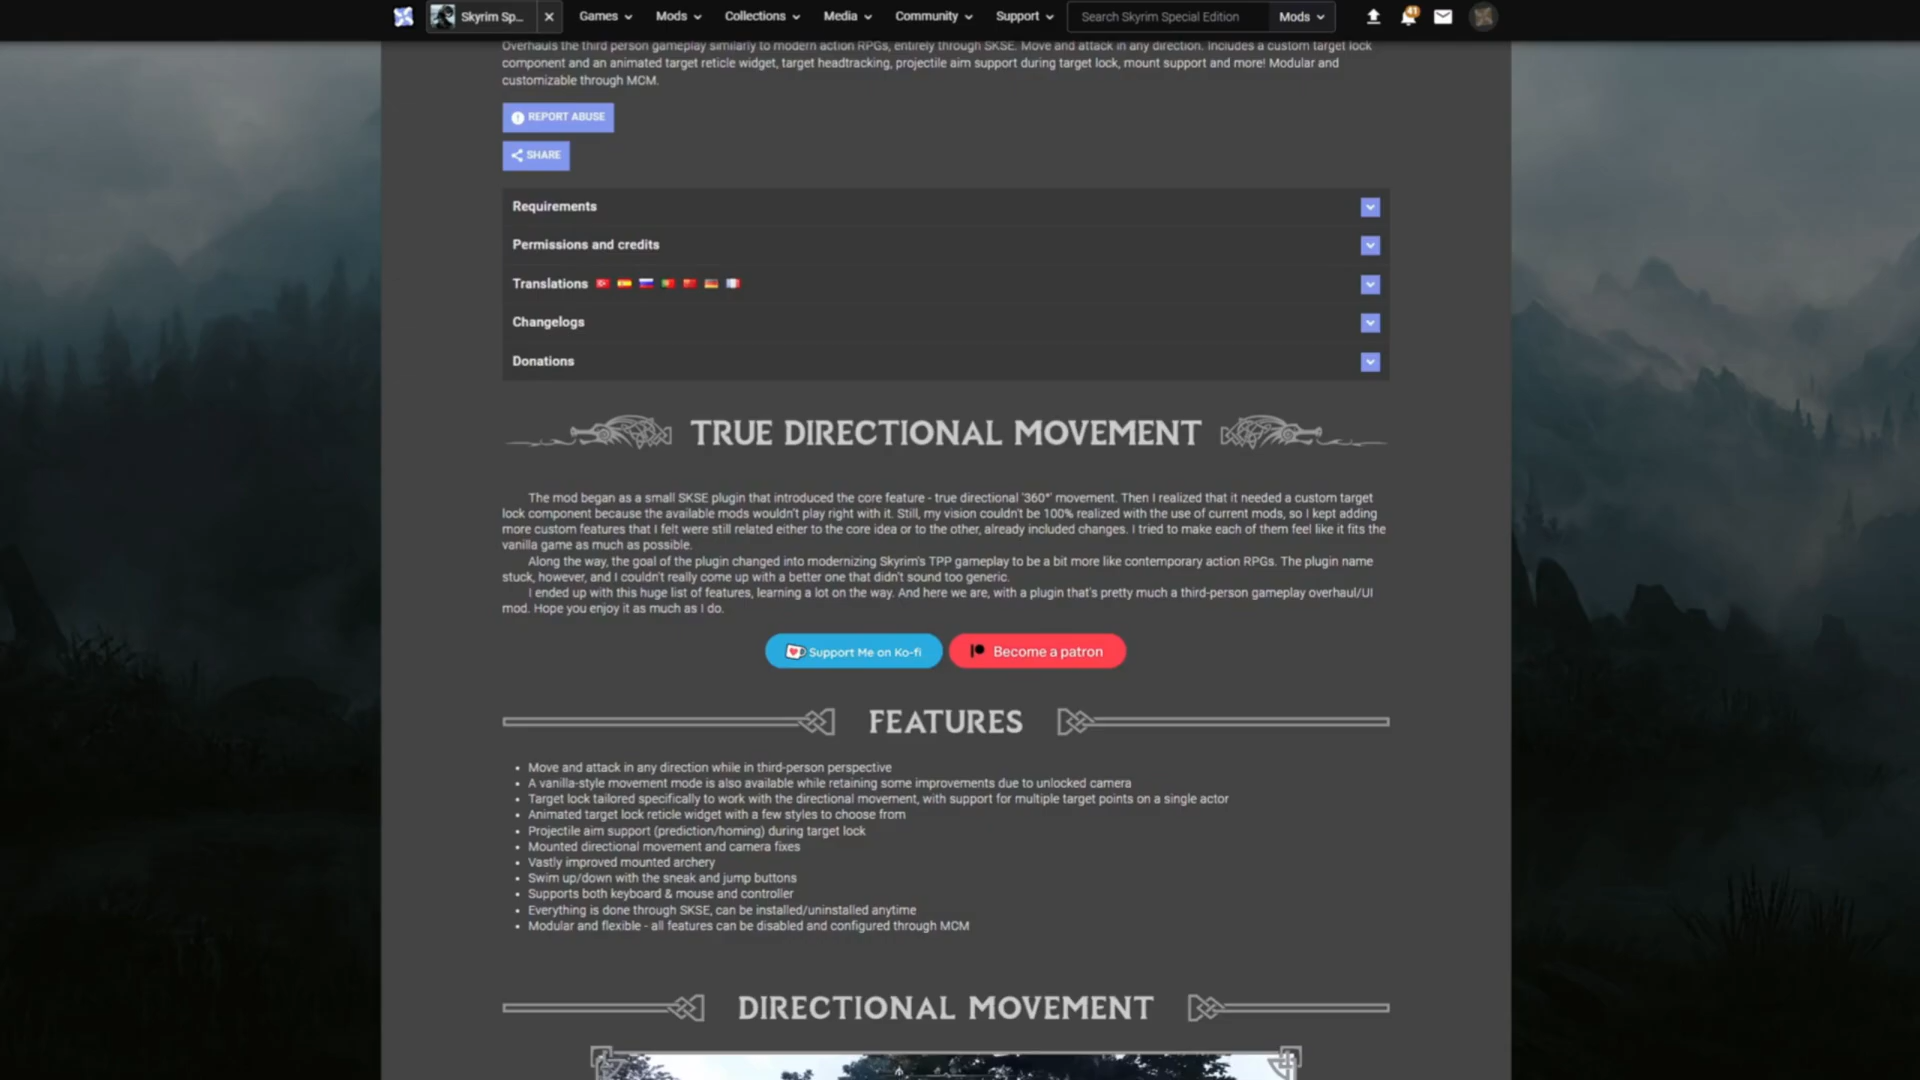 Skyrim Sp...
Games
Mods
Collections
Media
Community
Support
Search Skyrim Special Edition
Mods
41
Overhauls the third person gameplay similarly to modern action RPGs, entirely through SKSE. Move and attack in any direction. Includes a custom target lock
component and an animated target reticle widget, target headtracking, projectile aim support during target lock, mount support and more! Modular and
customizable through MCM.
REPORT ABUSE
SHARE
Requirements
Permissions and credits
Translations
Changelogs
Donations
TRUE DIRECTIONAL MOVEMENT
The mod began as a small SKSE plugin that introduced the core feature - true directional '360°' movement. Then I realized that it needed a custom target
lock component because the available mods wouldn't play right with it. Still, my vision couldn't be 100% realized with the use of current mods, so I kept adding
more custom features that I felt were still related either to the core idea or to the other, already included changes. I tried to make each of them feel like it fits the
vanilla game as much as possible.
Along the way, the goal of the plugin changed into modernizing Skyrim's TPP gameplay to be a bit more like contemporary action RPGs. The plugin name
stuck, however, and I couldn't really come up with a better one that didn't sound too generic.
I ended up with this huge list of features, learning a lot on the way. And here we are, with a plugin that's pretty much a third-person gameplay overhaul/UI
mod. Hope you enjoy it as much as I do.
Support Me on Ko-fi
Become a patron
FEATURES
• Move and attack in any direction while in third-person perspective
• A vanilla-style movement mode is also available while retaining some improvements due to unlocked camera
• Target lock tailored specifically to work with the directional movement, with support for multiple target points on a single actor
• Animated target lock reticle widget with a few styles to choose from
• Projectile aim support (prediction/homing) during target lock
• Mounted directional movement and camera fixes
• Vastly improved mounted archery
• Swim up/down with the sneak and jump buttons
• Supports both keyboard & mouse and controller
• Everything is done through SKSE, can be installed/uninstalled anytime
• Modular and flexible - all features can be disabled and configured through MCM
DIRECTIONAL MOVEMENT